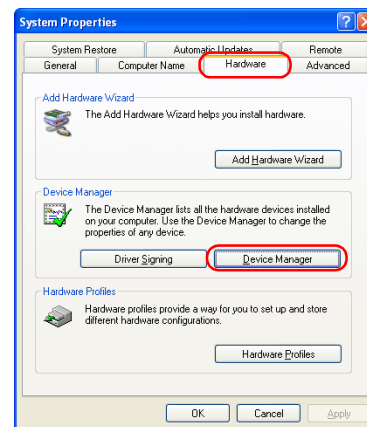 System Properties
System Restore Automatic Updates Remote
General Computer Name Hardware Advanced
Add Hardware Wizard
The Add Hardware Wizard helps you install hardware.
Add Hardware Wizard
Device Manager
The Device Manager lists all the hardware devices installed
on your computer. Use the Device Manager to change the
properties of any device.
Driver Signing Device Manager
Hardware Profiles
Hardware profiles provide a way for you to set up and store
different hardware configurations.
Hardware Profiles
OK Cancel Apply